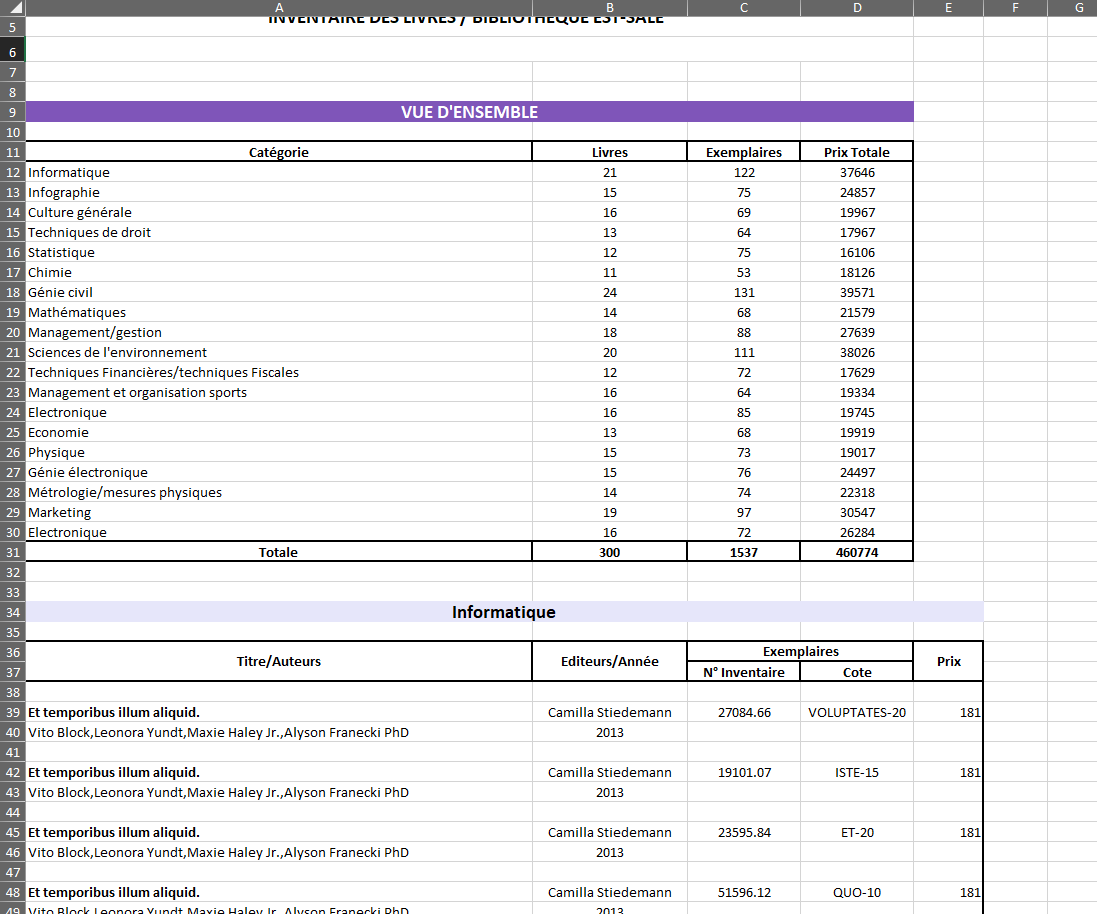 A B C D E F G
5 INVENTAIRE DES LIVRES / BIBLIOTHEQUE EST-SALE
6
7
8
9 VUE D'ENSEMBLE
10
11 Catégorie Livres Exemplaires Prix Totale
12 Informatique 21 122 37646
13 Infographie 15 75 24857
14 Culture générale 16 69 19967
15 Techniques de droit 13 64 17967
16 Statistique 12 75 16106
17 Chimie 11 53 18126
18 Génie civil 24 131 39571
19 Mathématiques 14 68 21579
20 Management/gestion 18 88 27639
21 Sciences de l'environnement 20 111 38026
22 Techniques Financières/techniques Fiscales 12 72 17629
23 Management et organisation sports 16 64 19334
24 Electronique 16 85 19745
25 Economie 13 68 19919
26 Physique 15 73 19017
27 Génie électronique 15 76 24497
28 Métrologie/mesures physiques 14 74 22318
29 Marketing 19 97 30547
30 Electronique 16 72 26284
31 Totale 300 1537 460774
32
33
34 Informatique
35
36 Titre/Auteurs Editeurs/Année Exemplaires Prix
37 N° Inventaire Cote
38
39 Et temporibus illum aliquid. Camilla Stiedemann 27084.66 VOLUPTATES-20 181
40 Vito Block,Leonora Yundt,Maxie Haley Jr.,Alyson Franecki PhD 2013
41
42 Et temporibus illum aliquid. Camilla Stiedemann 19101.07 ISTE-15 181
43 Vito Block,Leonora Yundt,Maxie Haley Jr.,Alyson Franecki PhD 2013
44
45 Et temporibus illum aliquid. Camilla Stiedemann 23595.84 ET-20 181
46 Vito Block,Leonora Yundt,Maxie Haley Jr.,Alyson Franecki PhD 2013
47
48 Et temporibus illum aliquid. Camilla Stiedemann 51596.12 QUO-10 181
49 Vito Block,Leonora Yundt,Maxie Haley Jr.,Alyson Franecki PhD 2013